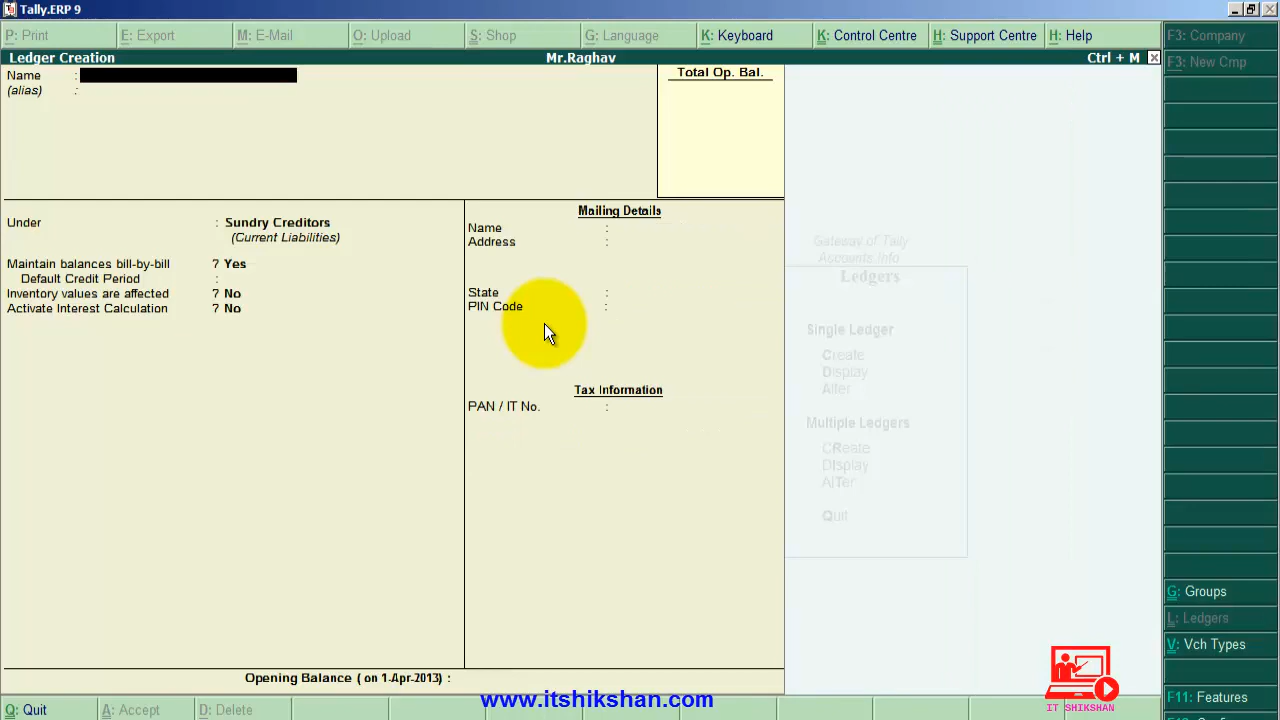 Tally.ERP 9
P: Print
E: Export
M: E-Mail
O: Upload
S: Shop
G: Language
K: Keyboard
K: Control Centre
H: Support Centre
H: Help
F3: Company
F3: New Cmp
Ledger Creation
Mr.Raghav
Ctrl + M
Name :
(alias) :
Total Op. Bal.
Under : Sundry Creditors
(Current Liabilities)
Maintain balances bill-by-bill ? Yes
Default Credit Period :
Inventory values are affected ? No
Activate Interest Calculation ? No
Mailing Details
Name :
Address :
State :
PIN Code :
Tax Information
PAN / IT No. :
Gateway of Tally
Accounts Info
Ledgers
Single Ledger
Create
Display
Alter
Multiple Ledgers
CReate
DIsplay
AlTer
Quit
G: Groups
L: Ledgers
V: Vch Types
F11: Features
Opening Balance ( on 1-Apr-2013) :
www.itshikshan.com
IT SHIKSHAN
Q: Quit
A: Accept
D: Delete